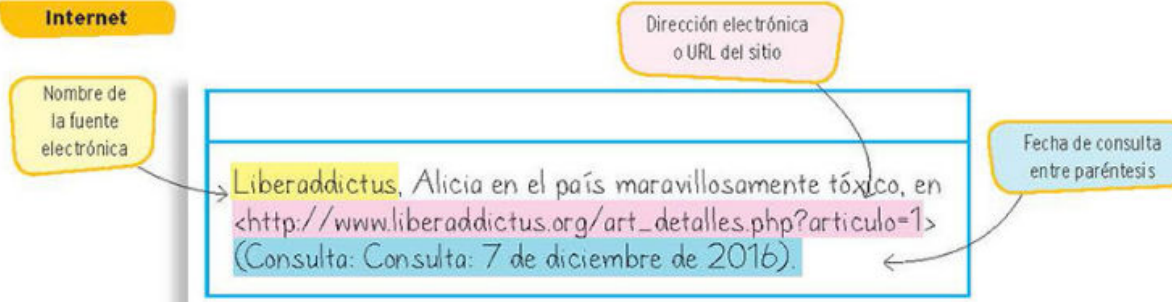 Internet
Dirección electrónica
o URL del sitio
Nombre de
la fuente
electrónica
Fecha de consulta
entre paréntesis
Liberaddictus, Alicia en el país maravillosamente tóxico, en
<http://www.liberaddictus.org/art_detalles.php?articulo=1>
(Consulta: Consulta: 7 de diciembre de 2016).